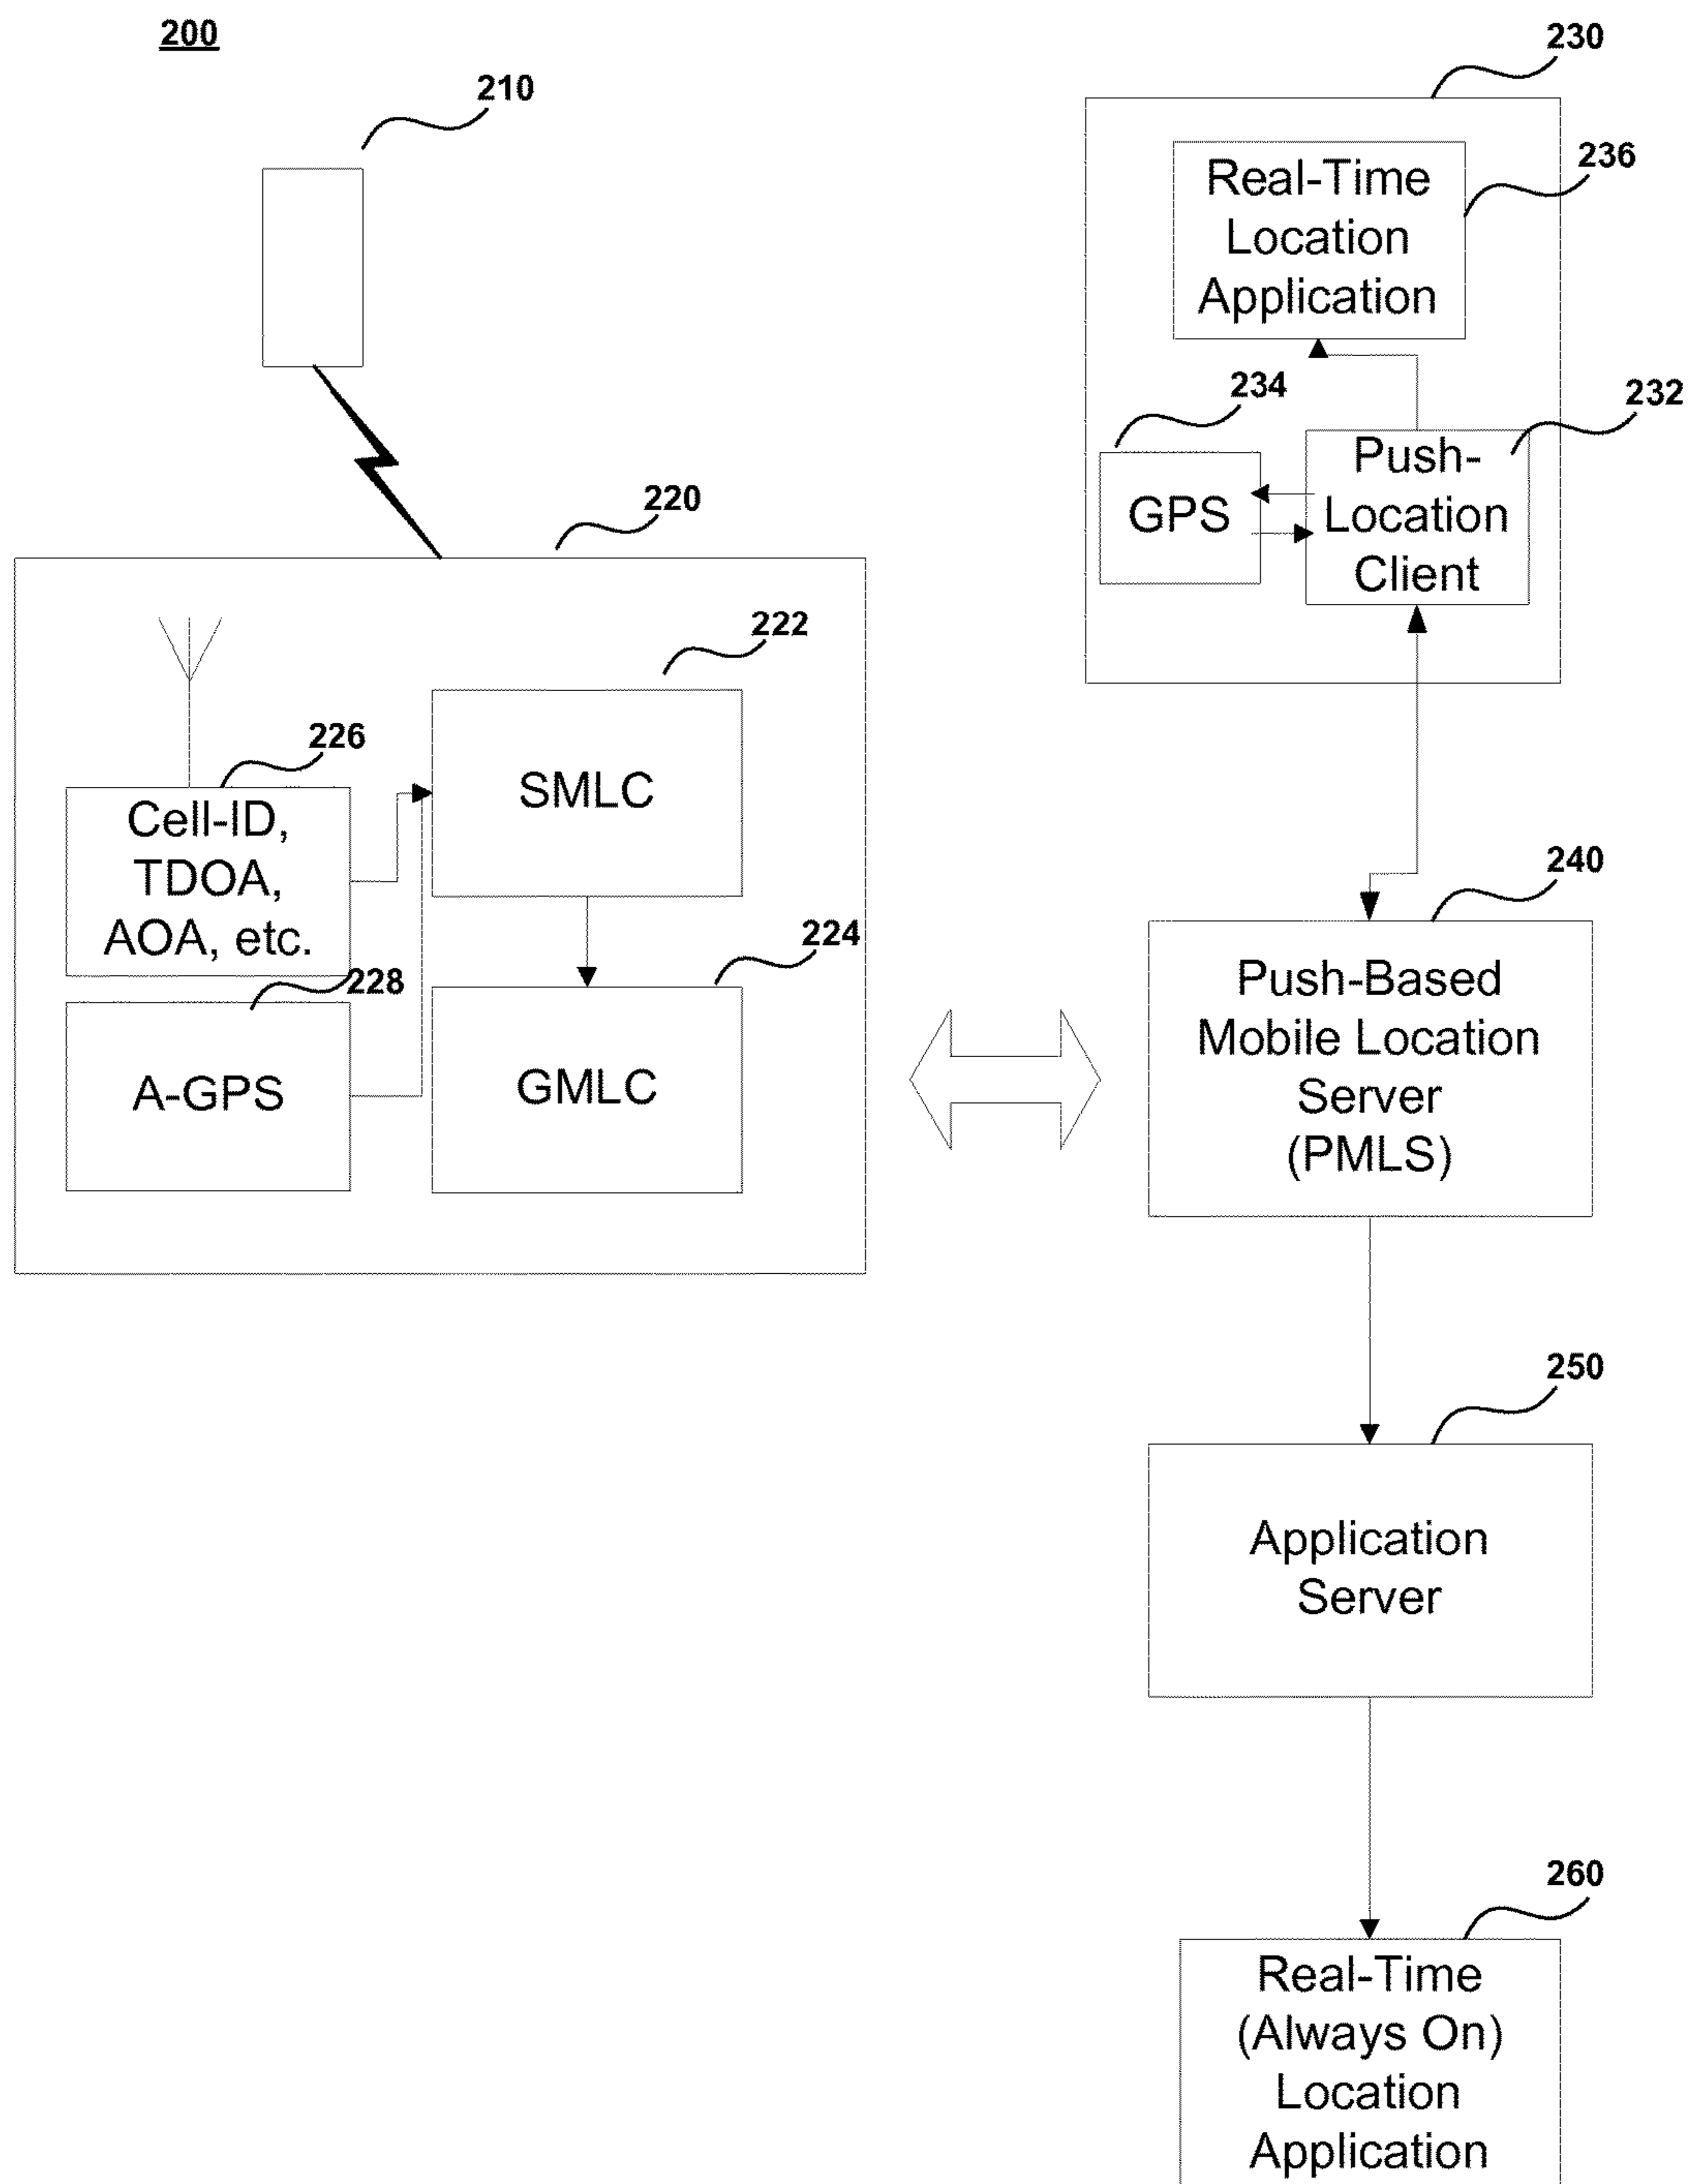 200
210
220
222
226
Cell-ID,
TDOA,
AOA, etc.
SMLC
224
228
A-GPS
GMLC
230
236
Real-Time
Location
Application
234
232
GPS
Push-
Location
Client
240
Push-Based
Mobile Location
Server
(PMLS)
250
Application
Server
260
Real-Time
(Always On)
Location
Application